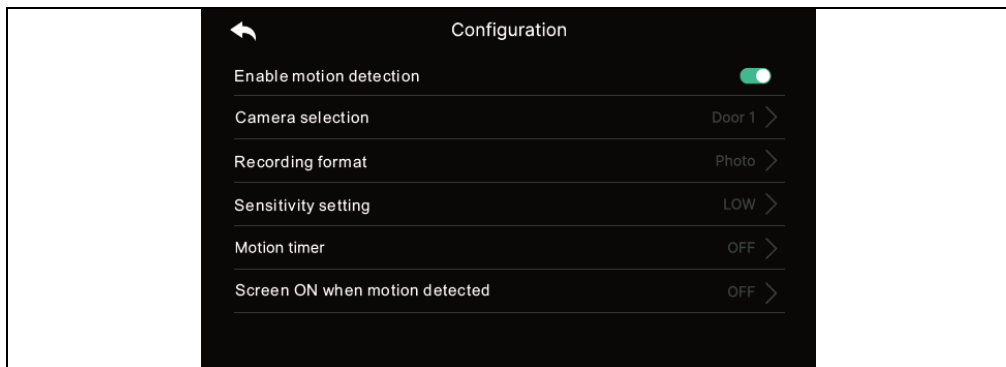 Configuration
Enable motion detection
Camera selection Door 1
Recording format Photo
Sensitivity setting LOW
Motion timer OFF
Screen ON when motion detected OFF